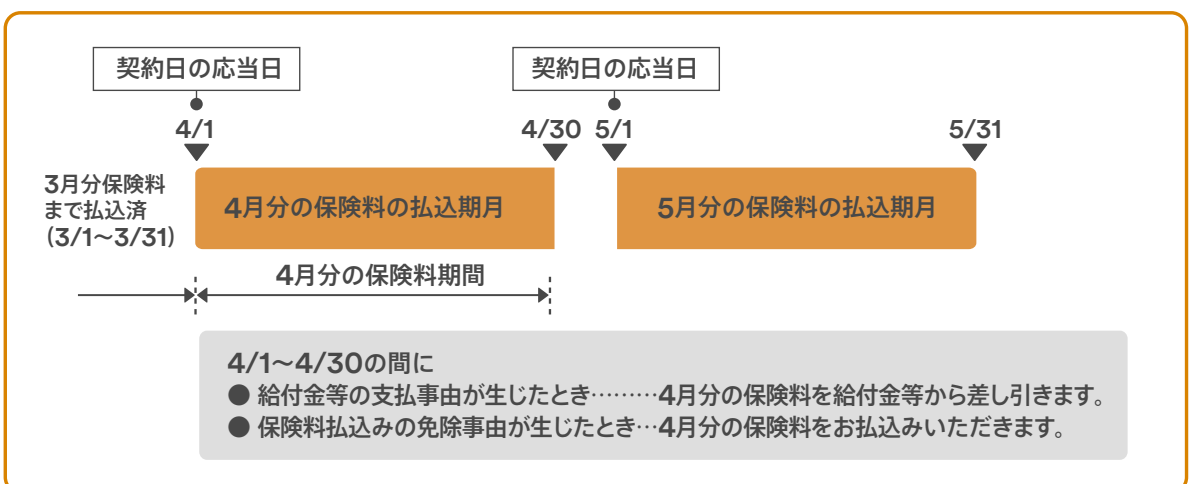 契約日の応当日
契約日の応当日
4/1
4/30
5/1
5/31
3月分保険料
まで払込済
(3/1〜3/31)
4月分の保険料の払込期月
5月分の保険料の払込期月
4月分の保険料期間
4/1〜4/30の間に
● 給付金等の支払事由が生じたとき………4月分の保険料を給付金等から差し引きます。
● 保険料払込みの免除事由が生じたとき…4月分の保険料をお払込みいただきます。